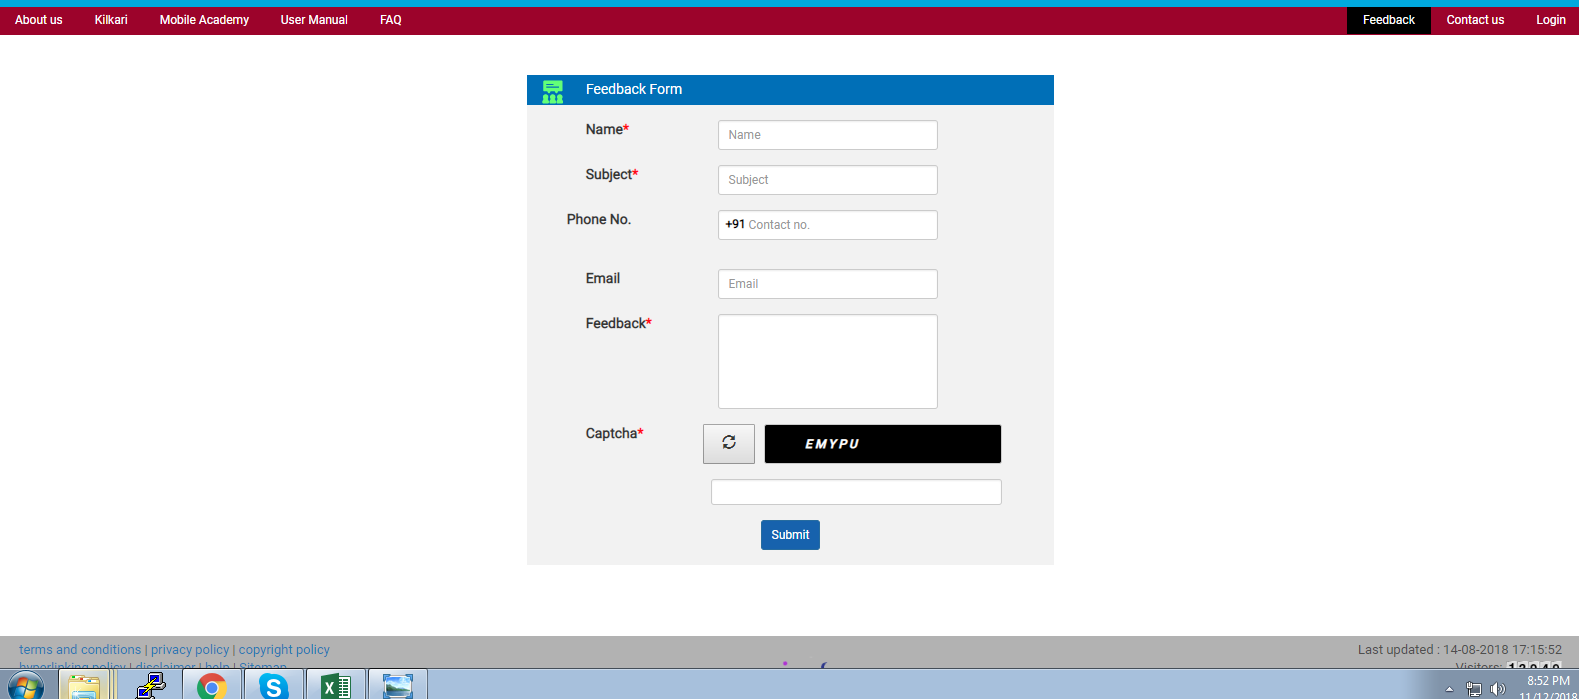 About us Kilkari Mobile Academy User Manual FAQ Feedback Contact us Login
Feedback Form
Name*
Name
Subject*
Subject
Phone No.
+91 Contact no.
Email
Email
Feedback*
Captcha*
EMYPU
Submit
terms and conditions | privacy policy | copyright policy
Last updated : 14-08-2018 17:15:52
hyperlinking policy | disclaimer | help | Sitemap
Visitors:
8:52 PM
11/12/2018